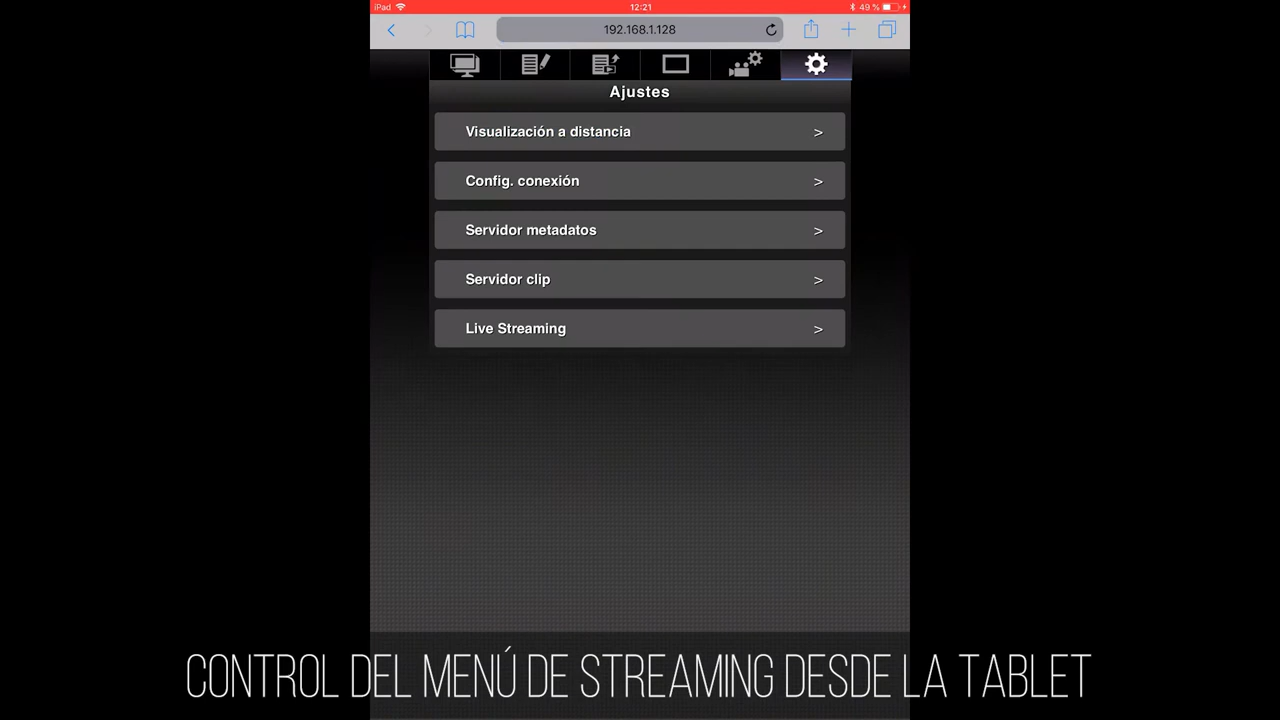 iPad 12:21 49 %
192.168.1.128
Ajustes
Visualización a distancia >
Config. conexión >
Servidor metadatos >
Servidor clip >
Live Streaming >
CONTROL DEL MENÚ DE STREAMING DESDE LA TABLET